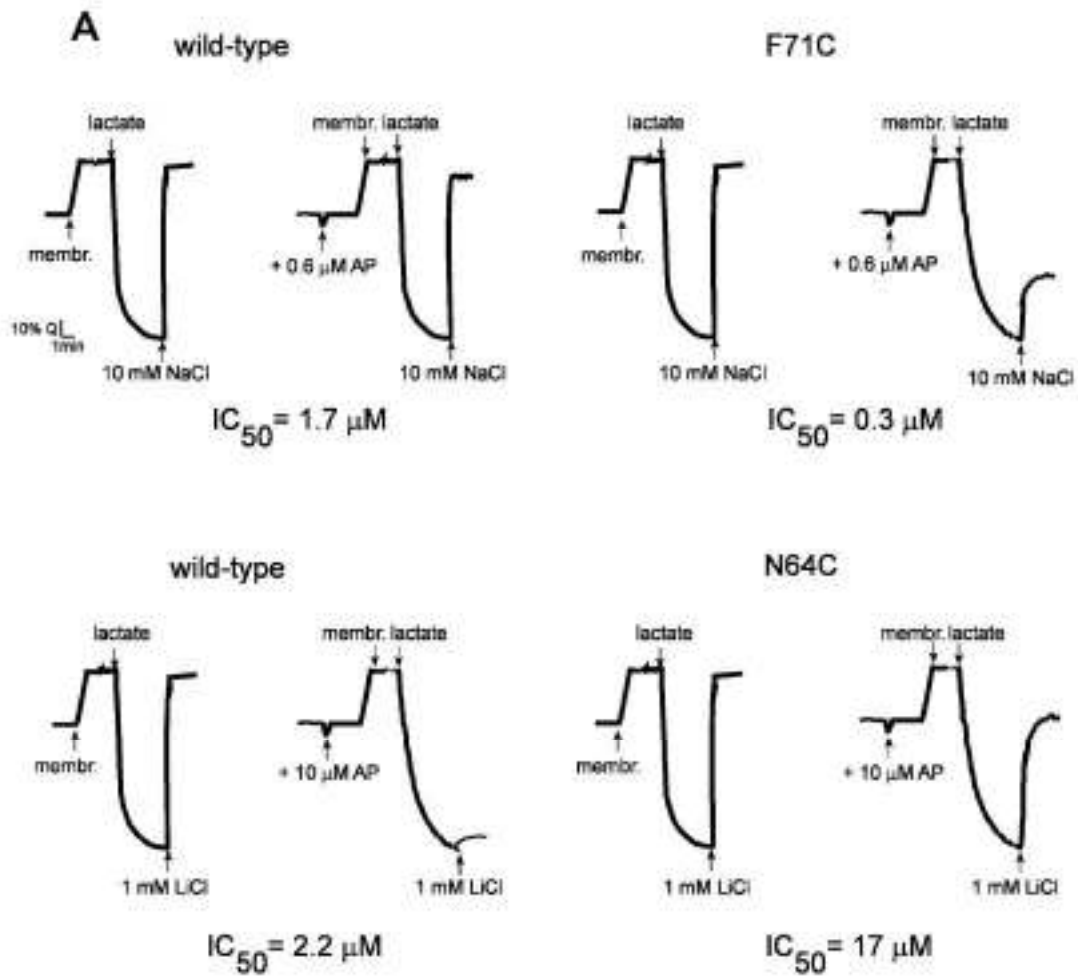 A
wild-type
F71C
lactate
membr. lactate
lactate
membr. lactate
membr.
+ 0.6 µM AP
membr.
+ 0.6 µM AP
10% Q
1min
10 mM NaCl
10 mM NaCl
10 mM NaCl
10 mM NaCl
IC50= 1.7 µM
IC50= 0.3 µM
wild-type
N64C
lactate
membr. lactate
lactate
membr. lactate
membr.
+ 10 µM AP
membr.
+ 10 µM AP
1 mM LiCl
1 mM LiCl
1 mM LiCl
1 mM LiCl
IC50= 2.2 µM
IC50= 17 µM